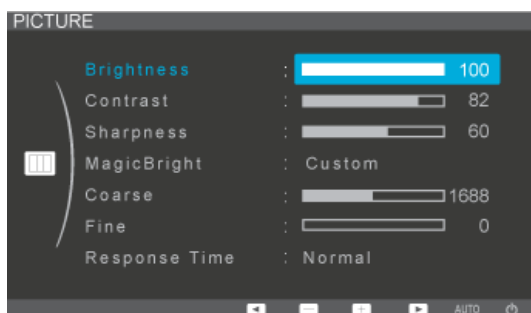 PICTURE
Brightness : 100
Contrast : 82
Sharpness : 60
MagicBright : Custom
Coarse : 1688
Fine : 0
Response Time : Normal
AUTO